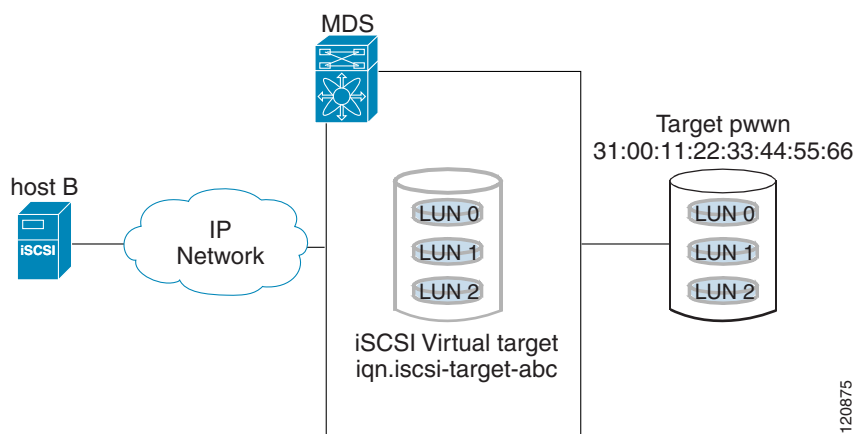 MDS
Target pwwn
31:00:11:22:33:44:55:66
host B
iSCSI
IP
Network
LUN 0
LUN 1
LUN 2
LUN 0
LUN 1
LUN 2
iSCSI Virtual target
iqn.iscsi-target-abc
120875